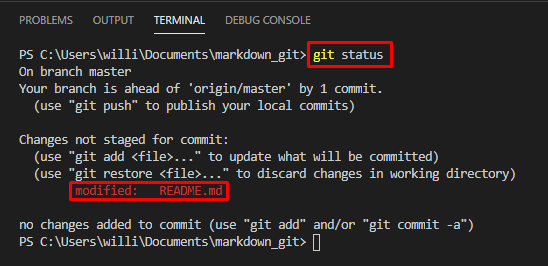 PROBLEMS OUTPUT TERMINAL DEBUG CONSOLE
PS C:\Users\willi\Documents\markdown_git> git status
On branch master
Your branch is ahead of 'origin/master' by 1 commit.
  (use "git push" to publish your local commits)
Changes not staged for commit:
  (use "git add <file>..." to update what will be committed)
  (use "git restore <file>..." to discard changes in working directory)
        modified:   README.md
no changes added to commit (use "git add" and/or "git commit -a")
PS C:\Users\willi\Documents\markdown_git>